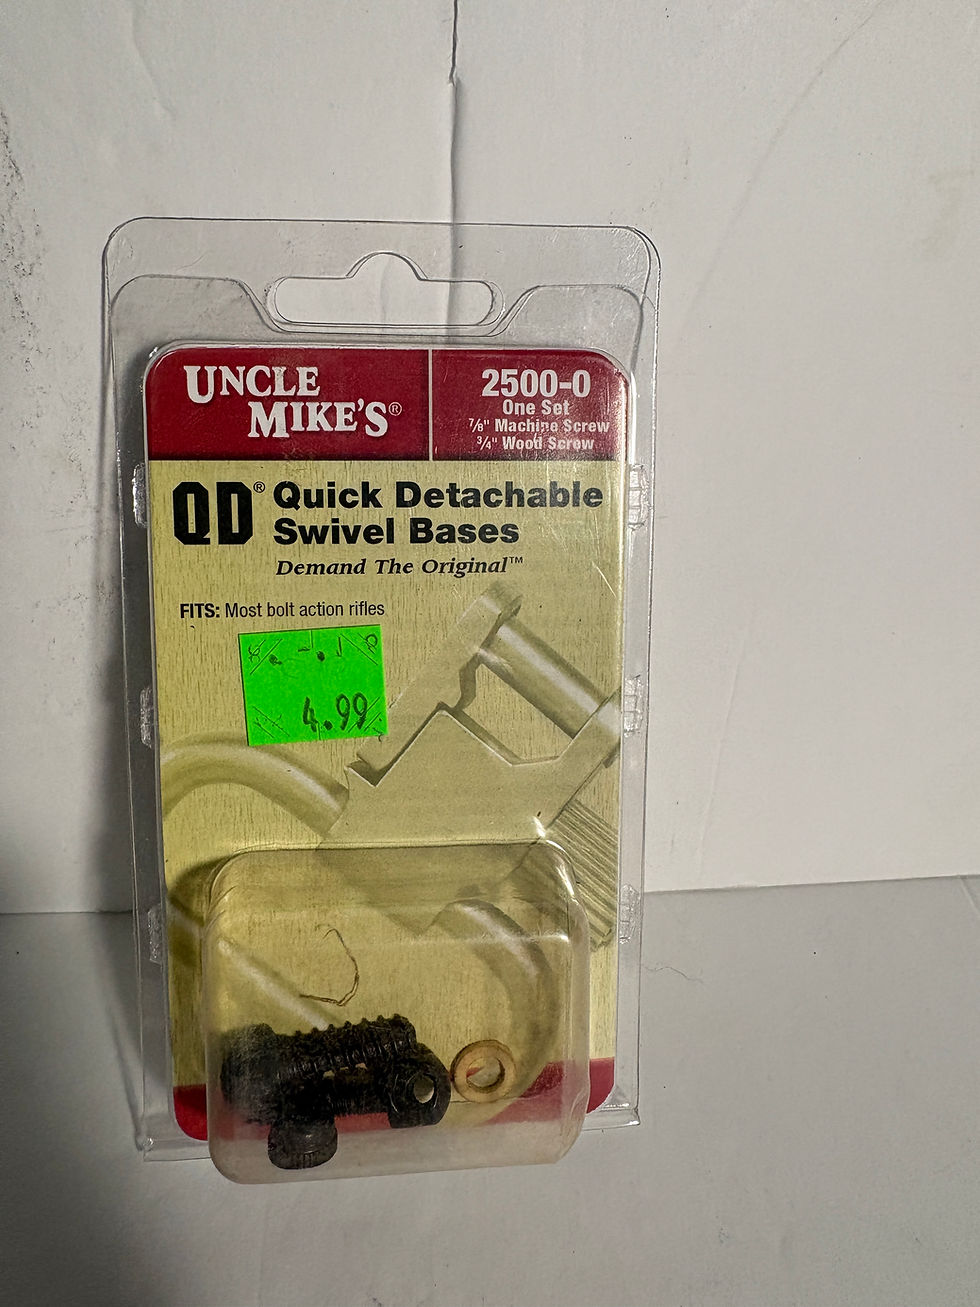 UNCLE
MIKE'S®
2500-0
One Set
7/8" Machine Screw
3/4" Wood Screw
QD® Quick Detachable
Swivel Bases
Demand The Original™
FITS: Most bolt action rifles
4.99